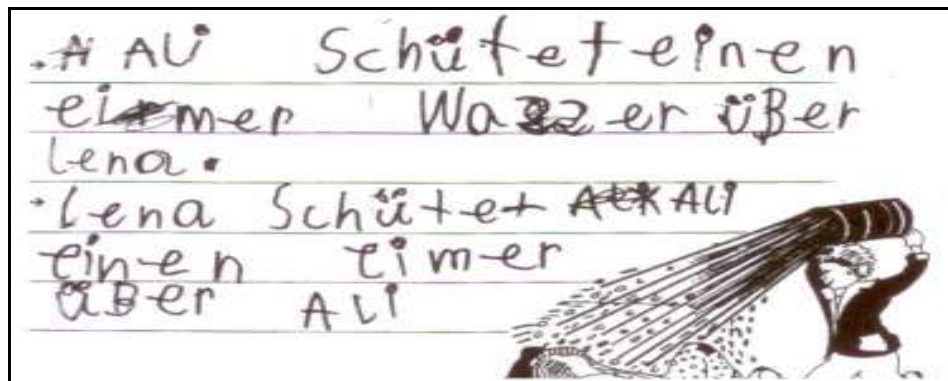 ALi Schütet einen
eimer Wazzer üBer
lena.
lena Schütet ALi
einen eimer
üBer ALi